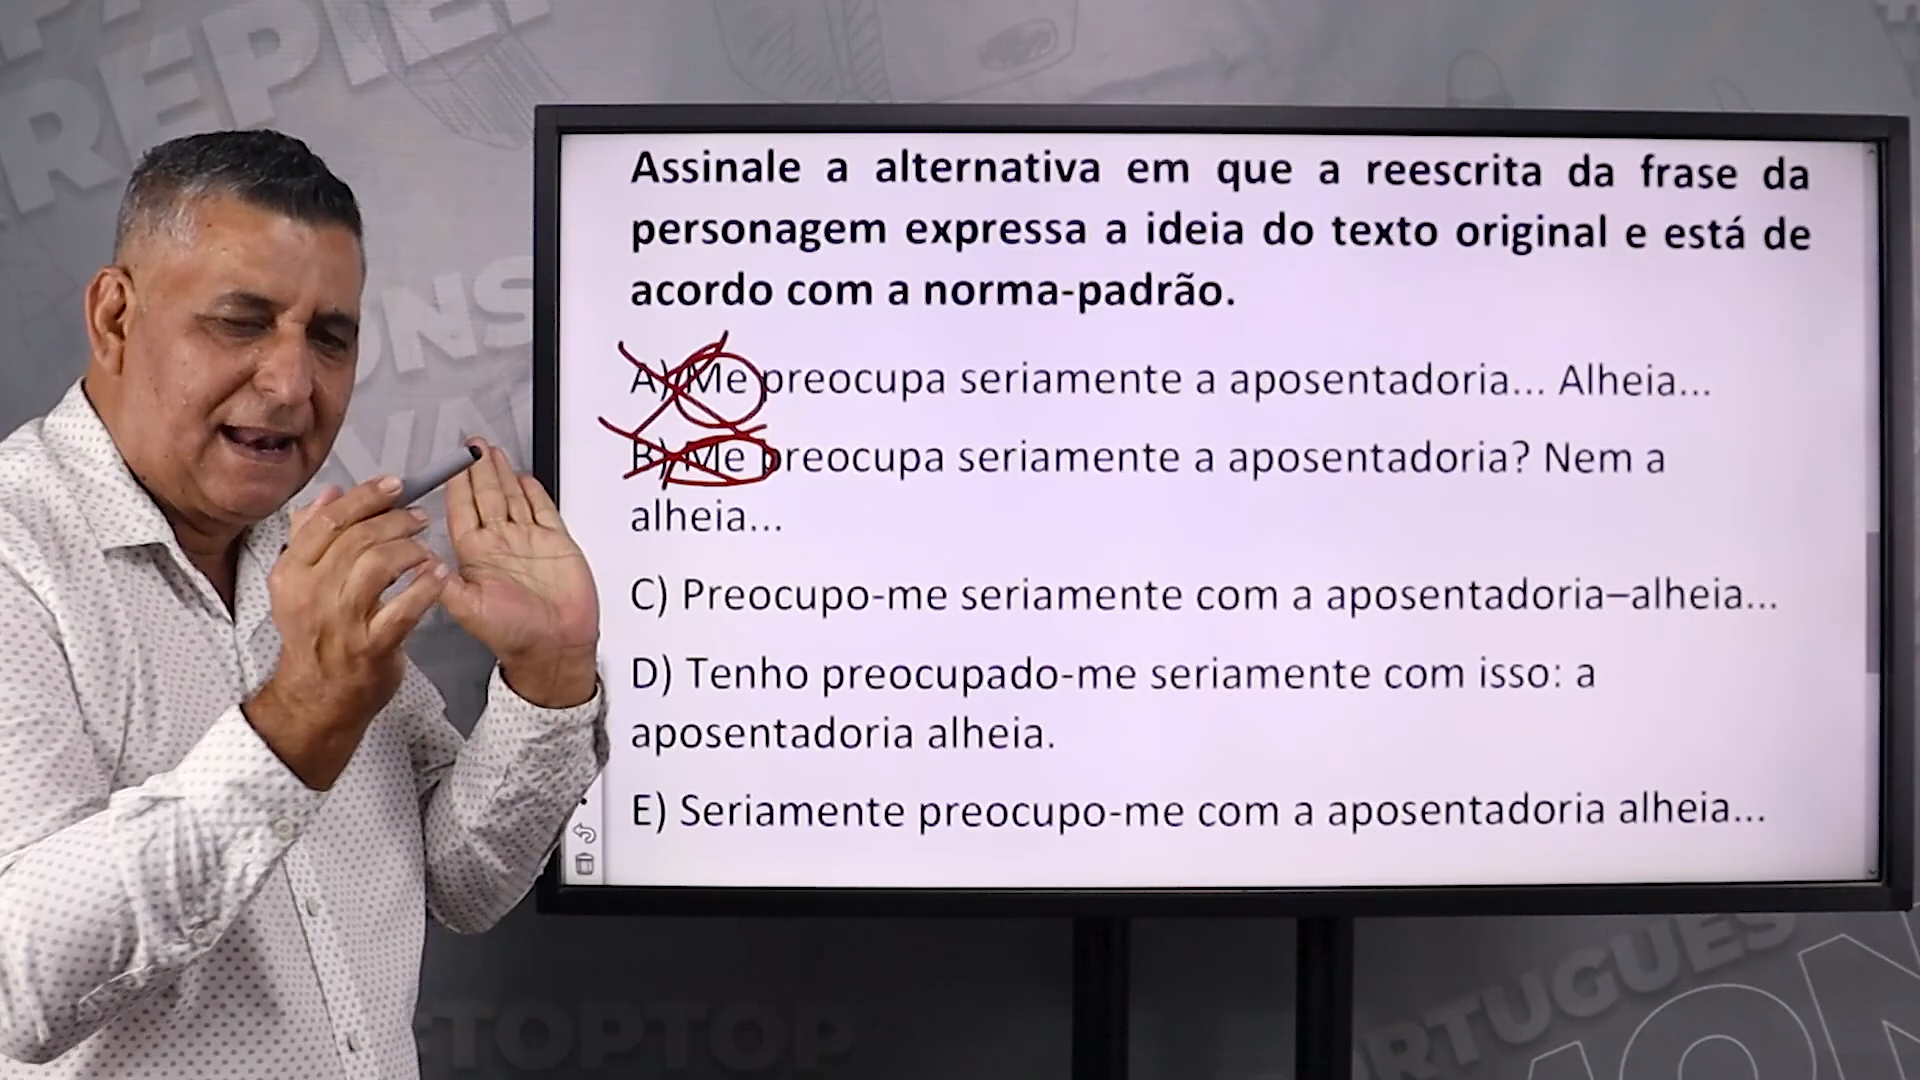 Assinale a alternativa em que a reescrita da frase da
personagem expressa a ideia do texto original e está de
acordo com a norma-padrão.
A) Me preocupa seriamente a aposentadoria... Alheia...
B) Me preocupa seriamente a aposentadoria? Nem a
alheia...
C) Preocupo-me seriamente com a aposentadoria–alheia...
D) Tenho preocupado-me seriamente com isso: a
aposentadoria alheia.
E) Seriamente preocupo-me com a aposentadoria alheia...
TOPTOP